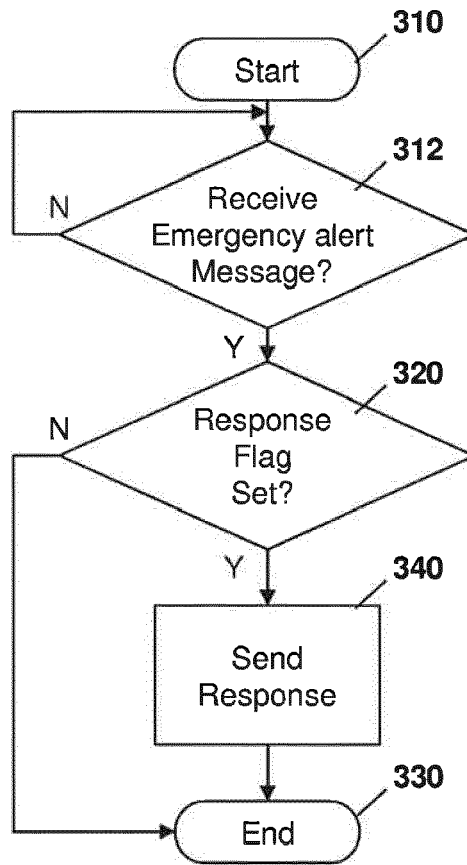 310
Start
312
N
Receive
Emergency alert
Message?
Y
320
N
Response
Flag
Set?
Y
340
Send
Response
330
End